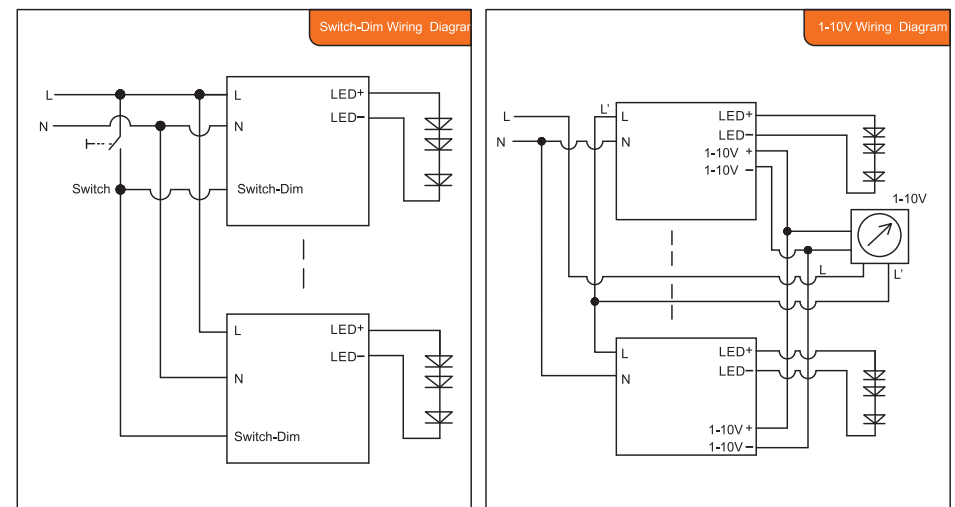 Switch-Dim Wiring Diagra
L
N
Switch
L
N
Switch-Dim
LED+
LED-
L
N
Switch-Dim
LED+
LED-
1-10V Wiring Diagram
L
N
L'
L
N
LED+
LED-
1-10V +
1-10V -
1-10V
L
L'
L
N
LED+
LED-
1-10V +
1-10V -